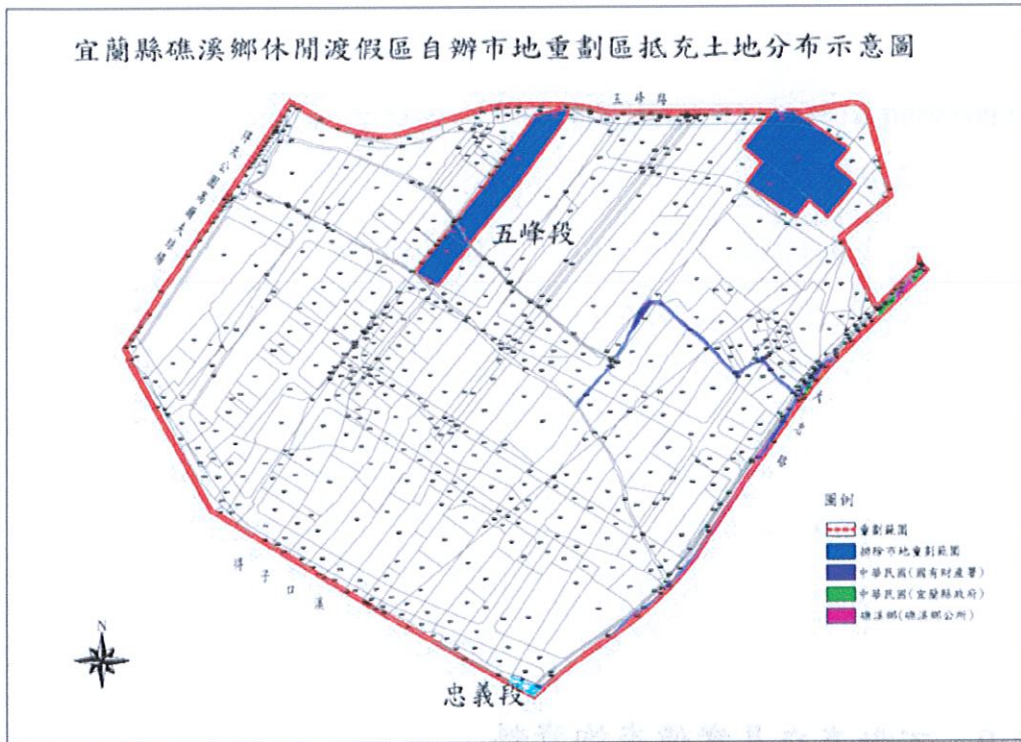 宜蘭縣礁溪鄉休閒渡假區自辦市地重劃區抵充土地分布示意圖
五峰路
五峰段
得子口溪
忠義段
N
圖例
重劃範圍
排除市地重劃範圍
中華民國(國有財產署)
中華民國(宜蘭縣政府)
礁溪鄉(礁溪鄉公所)